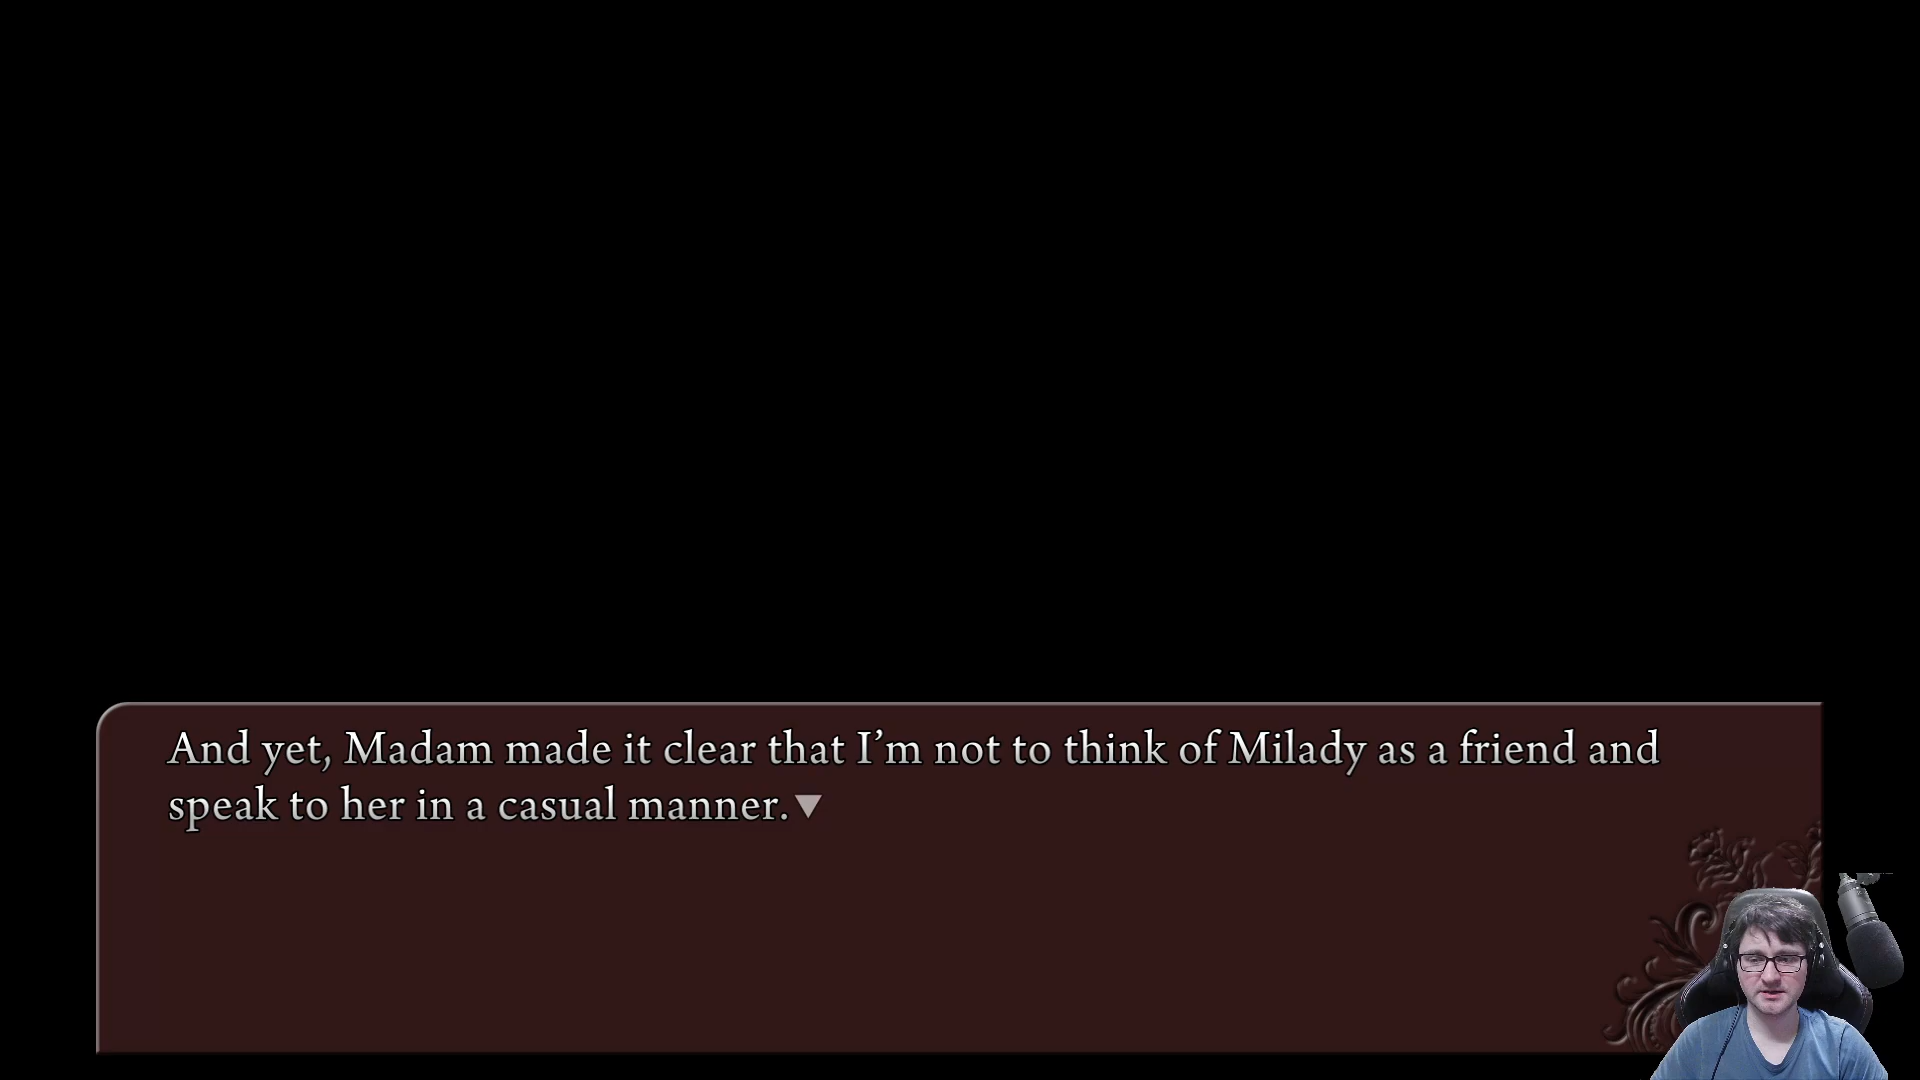 And yet, Madam made it clear that I’m not to think of Milady as a friend and
speak to her in a casual manner.